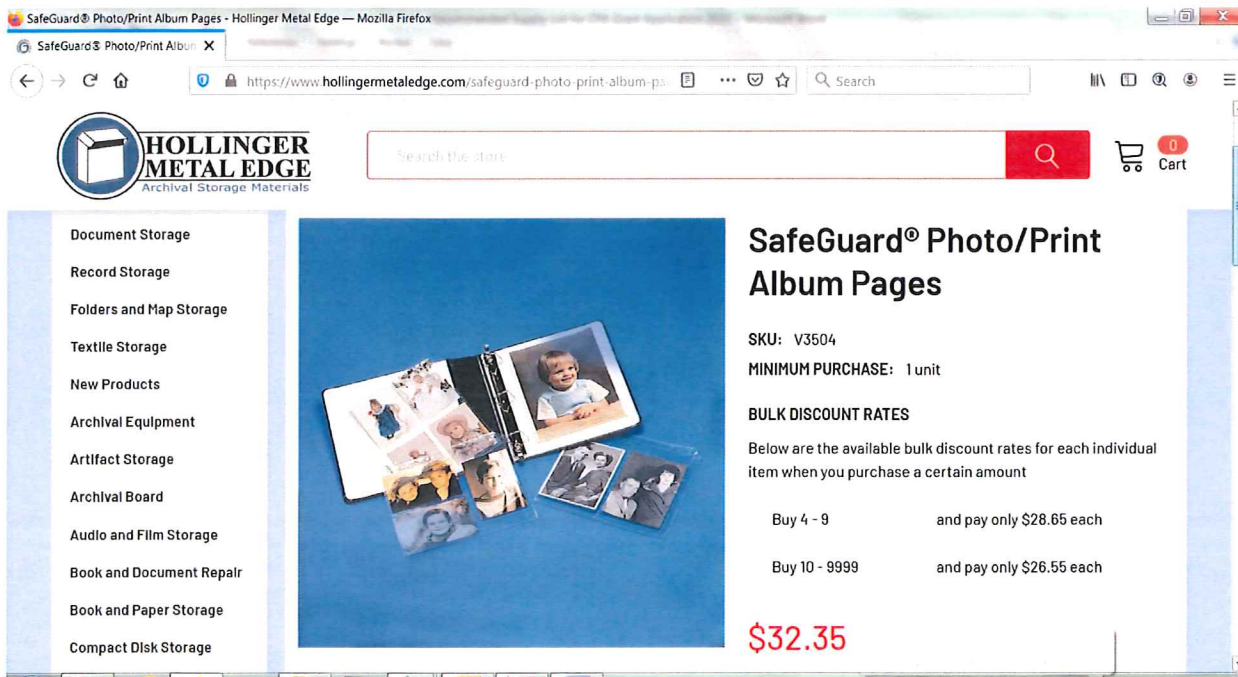 SafeGuard® Photo/Print Album Pages - Hollinger Metal Edge — Mozilla Firefox
SafeGuard® Photo/Print Albun
https://www.hollingermetaledge.com/safeguard-photo-print-album-pa
Search
HOLLINGER
METAL EDGE
Archival Storage Materials
Search the store
0
Cart
Document Storage
Record Storage
Folders and Map Storage
Textile Storage
New Products
Archival Equipment
Artifact Storage
Archival Board
Audio and Film Storage
Book and Document Repair
Book and Paper Storage
Compact Disk Storage
SafeGuard® Photo/Print
Album Pages
SKU: V3504
MINIMUM PURCHASE: 1 unit
BULK DISCOUNT RATES
Below are the available bulk discount rates for each individual
item when you purchase a certain amount
Buy 4 - 9 and pay only $28.65 each
Buy 10 - 9999 and pay only $26.55 each
$32.35